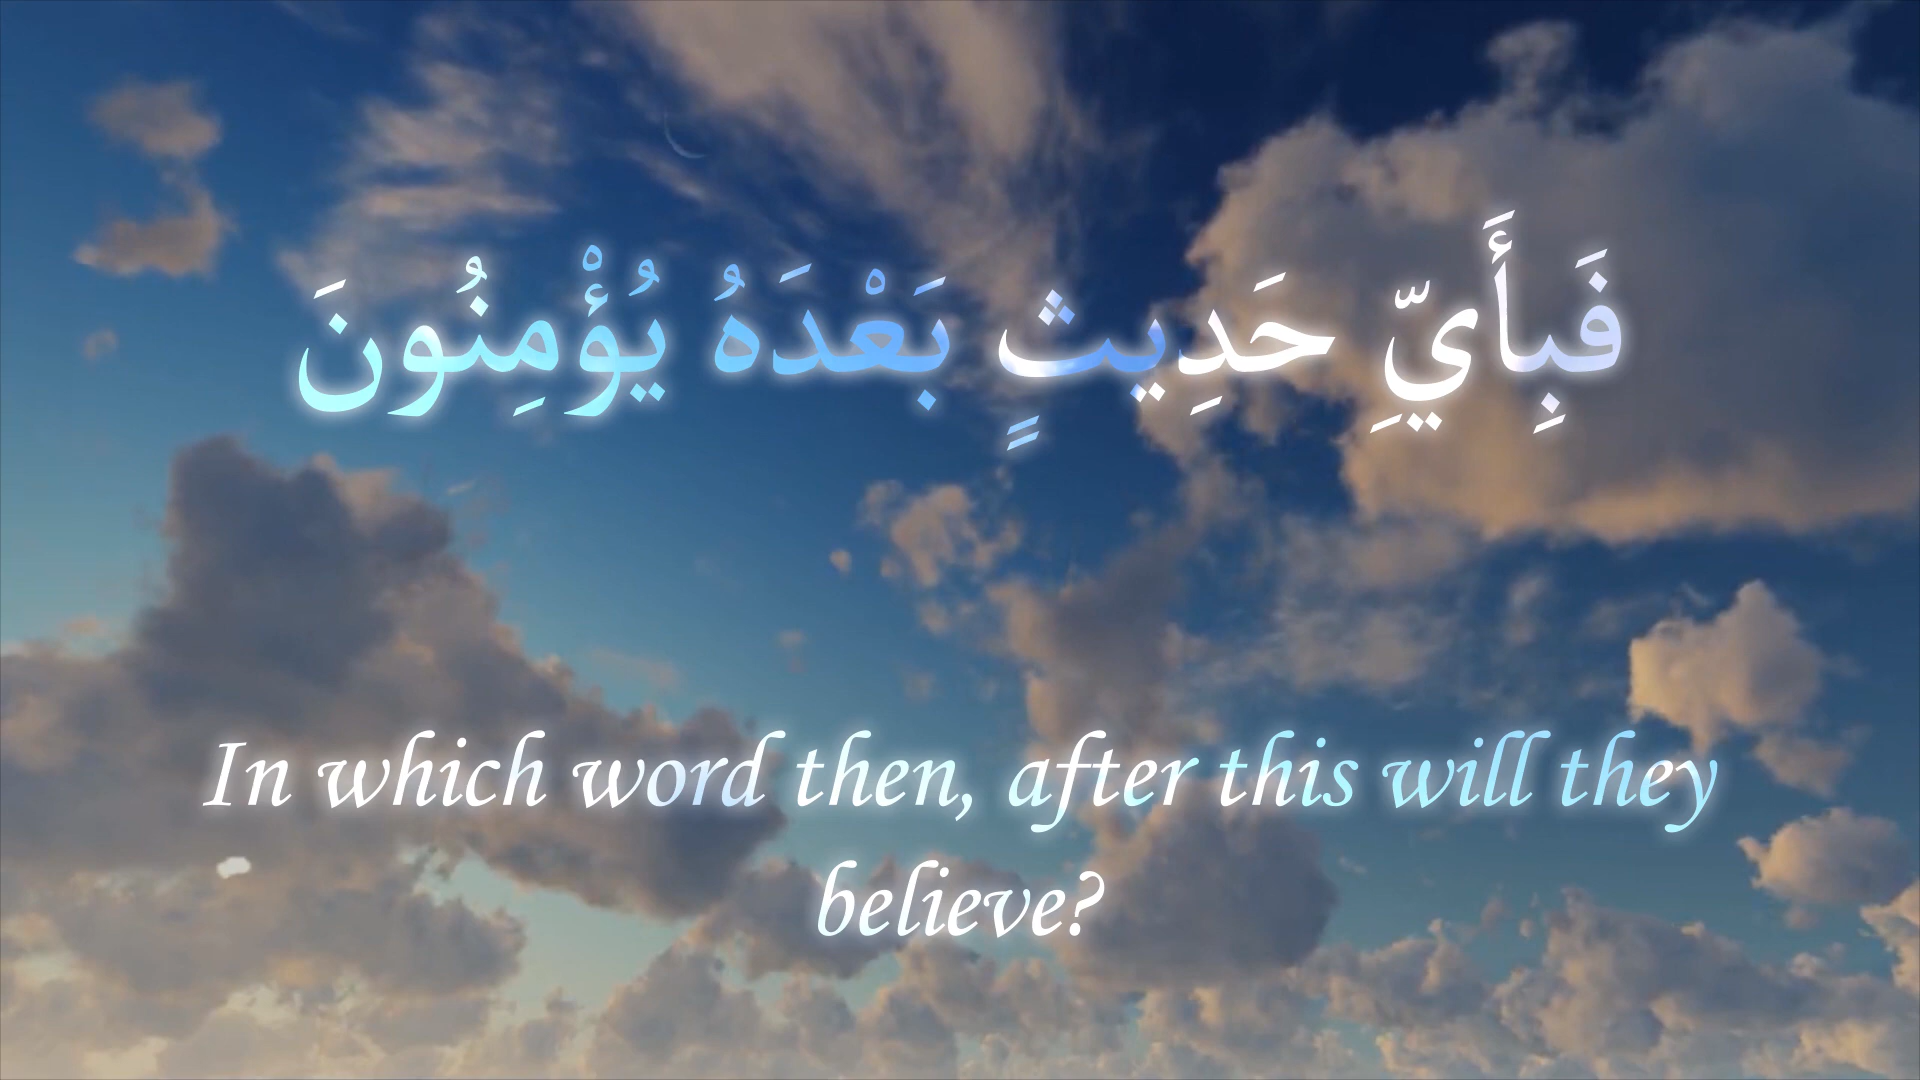 فَبِأَيِّ حَدِيثٍ بَعْدَهُ يُؤْمِنُونَ
In which word then, after this will they
believe?